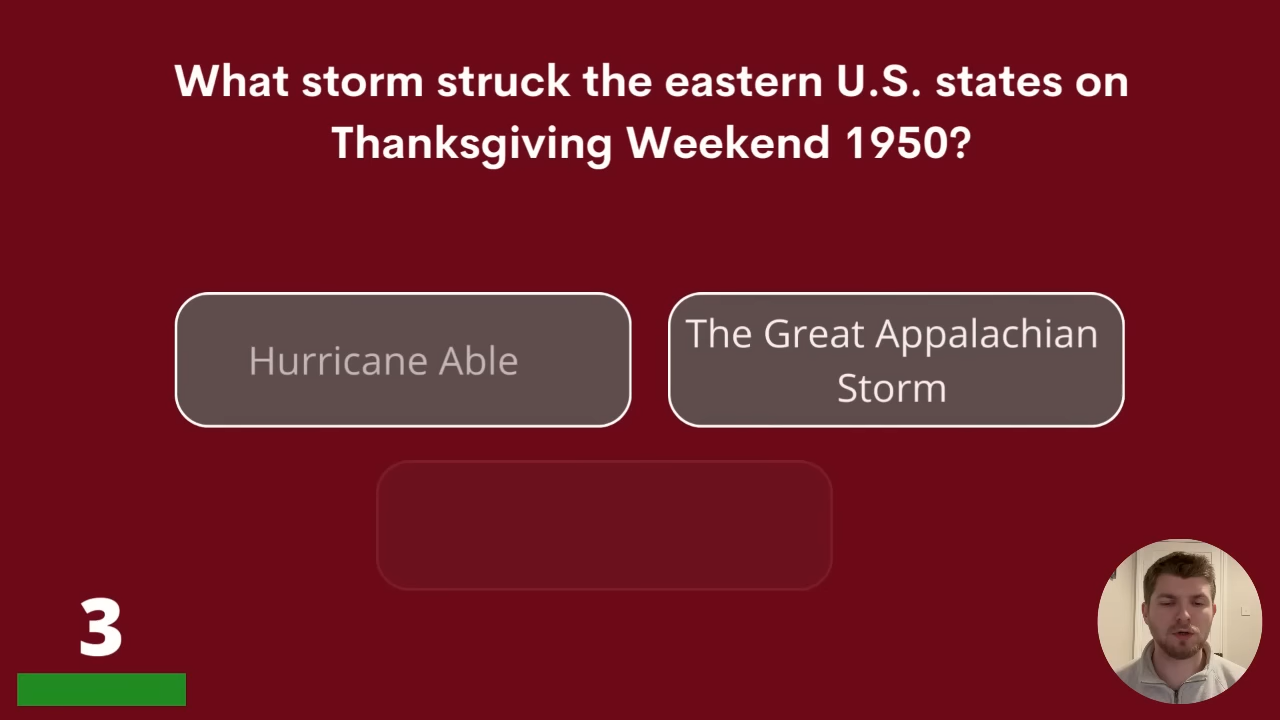 What storm struck the eastern U.S. states on
Thanksgiving Weekend 1950?
Hurricane Able
The Great Appalachian
Storm
3